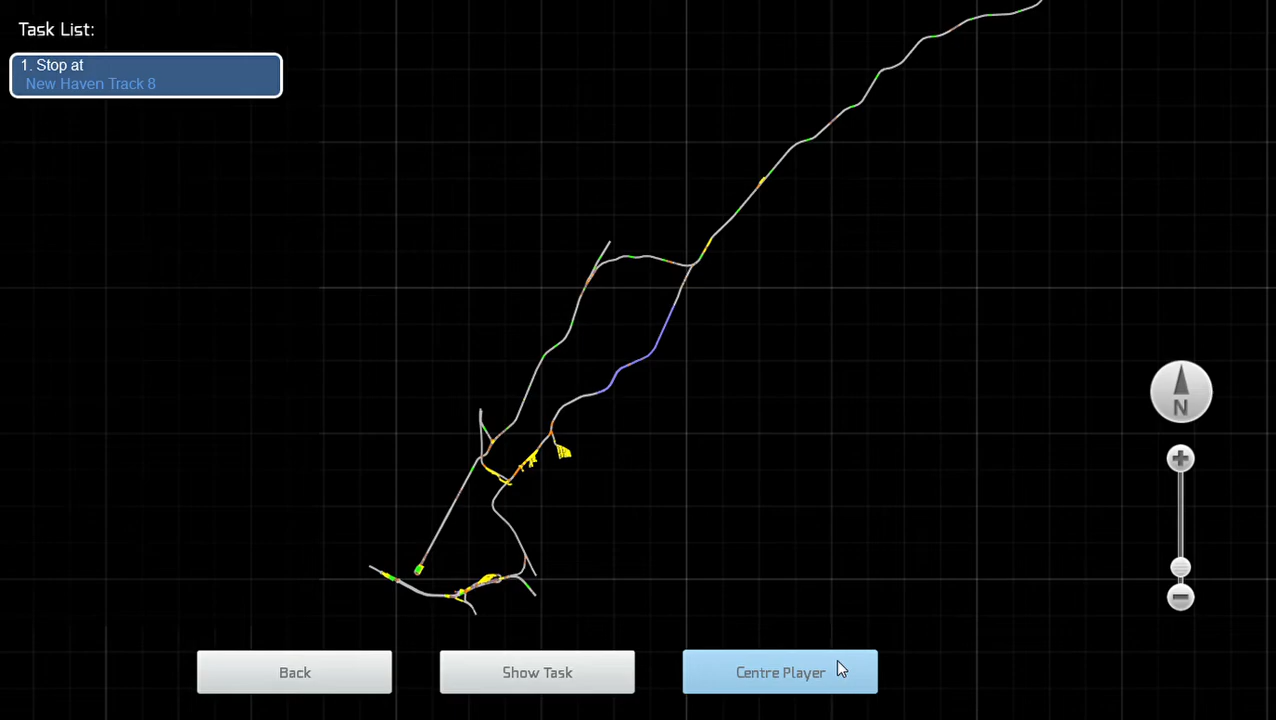 Task List:
1. Stop at
New Haven Track 8
N
Back
Show Task
Centre Player